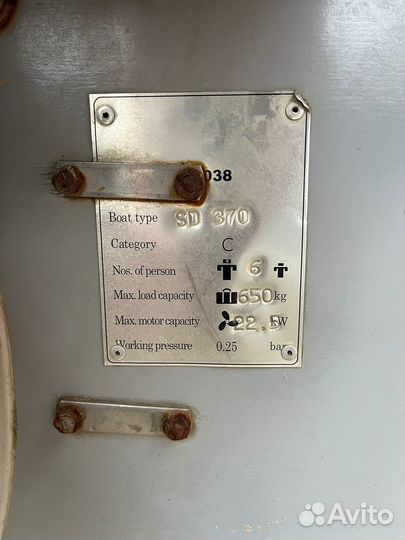 038
Boat type SD 370
Category C
Nos. of person 6
Max. load capacity 650 kg
Max. motor capacity 22.5 kW
Working pressure 0.25 bar
Avito